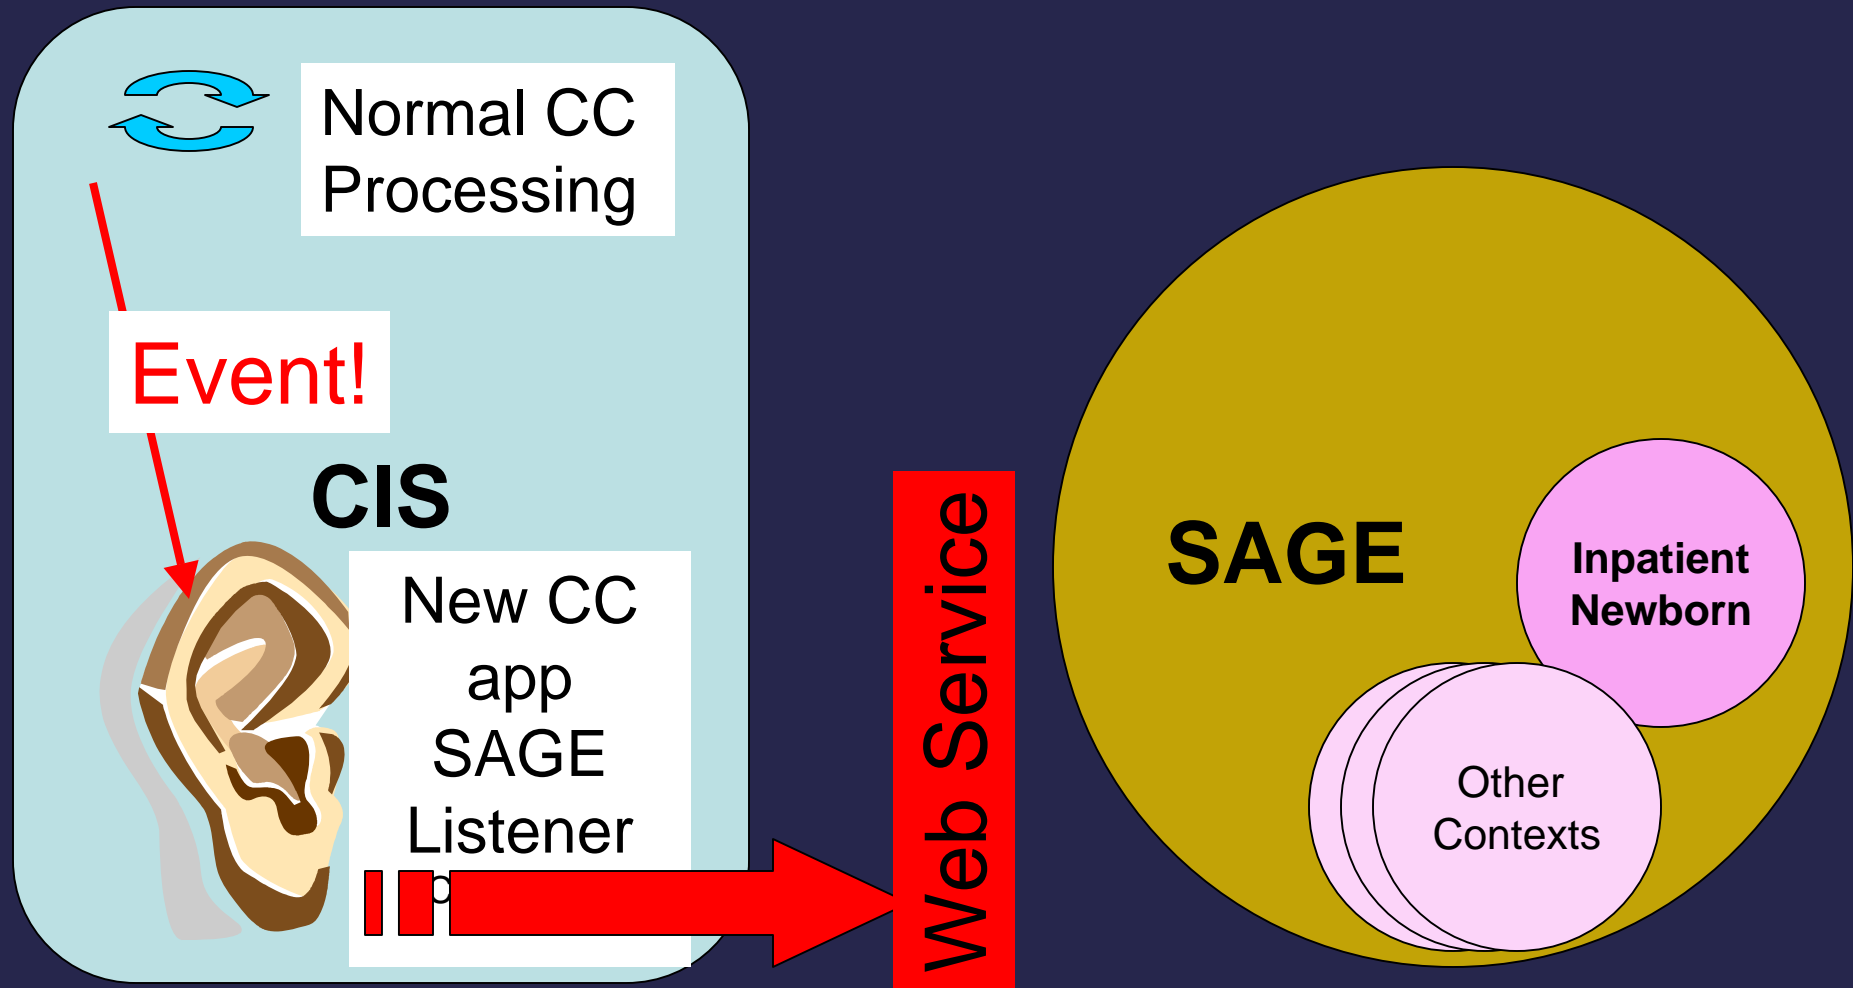 Normal CC
Processing
Event!
CIS
New CC
app
SAGE
Listener
Web Service
SAGE
Inpatient
Newborn
Other
Contexts